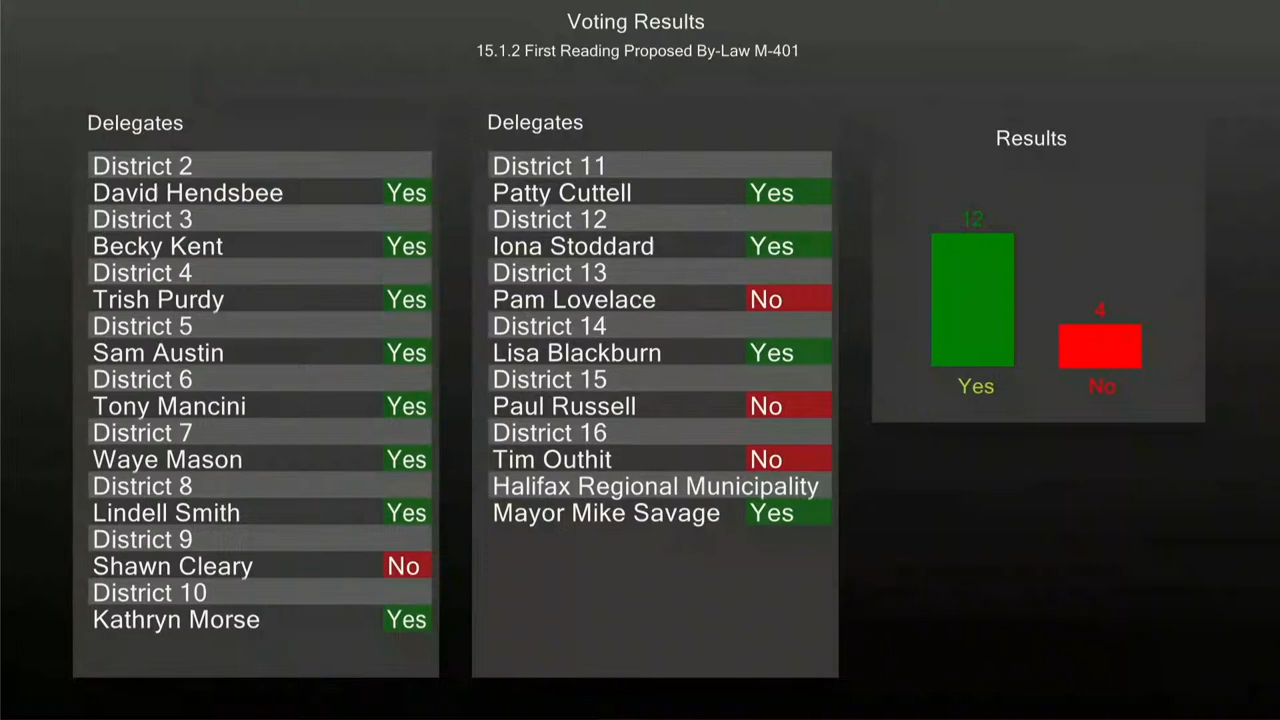 Voting Results
15.1.2 First Reading Proposed By-Law M-401
Delegates
District 2
David Hendsbee Yes
District 3
Becky Kent Yes
District 4
Trish Purdy Yes
District 5
Sam Austin Yes
District 6
Tony Mancini Yes
District 7
Waye Mason Yes
District 8
Lindell Smith Yes
District 9
Shawn Cleary No
District 10
Kathryn Morse Yes
Delegates
District 11
Patty Cuttell Yes
District 12
Iona Stoddard Yes
District 13
Pam Lovelace No
District 14
Lisa Blackburn Yes
District 15
Paul Russell No
District 16
Tim Outhit No
Halifax Regional Municipality
Mayor Mike Savage Yes
Results
12
4
Yes
No